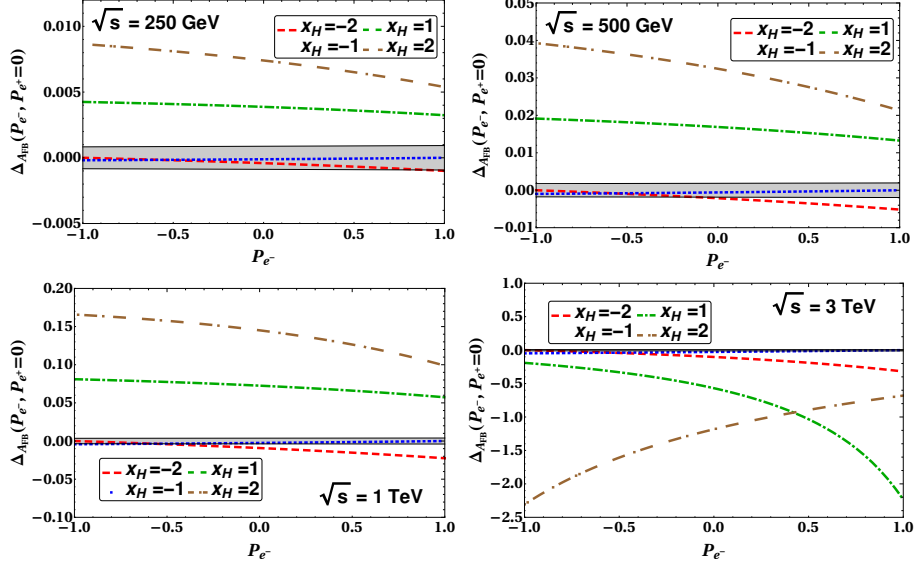 √s = 250 GeV
x_H=-2 x_H=1
x_H=-1 x_H=2
Δ_{A_{FB}}(P_{e^-}, P_{e^+}=0)
0.010
0.005
0.000
-0.005
-1.0 -0.5 0.0 0.5 1.0
P_{e^-}
√s = 500 GeV
x_H=-2 x_H=1
x_H=-1 x_H=2
Δ_{A_{FB}}(P_{e^-}, P_{e^+}=0)
0.05
0.04
0.03
0.02
0.01
0.00
-0.01
-1.0 -0.5 0.0 0.5 1.0
P_{e^-}
Δ_{A_{FB}}(P_{e^-}, P_{e^+}=0)
0.20
0.15
0.10
0.05
0.00
-0.05
0.10
x_H=-2 x_H=1
x_H=-1 x_H=2
√s = 1 TeV
-1.0 -0.5 0.0 0.5 1.0
P_{e^-}
x_H=-2 x_H=1
x_H=-1 x_H=2
√s = 3 TeV
Δ_{A_{FB}}(P_{e^-}, P_{e^+}=0)
1.0
0.5
0.0
-0.5
-1.0
-1.5
-2.0
-2.5
-1.0 -0.5 0.0 0.5 1.0
P_{e^-}